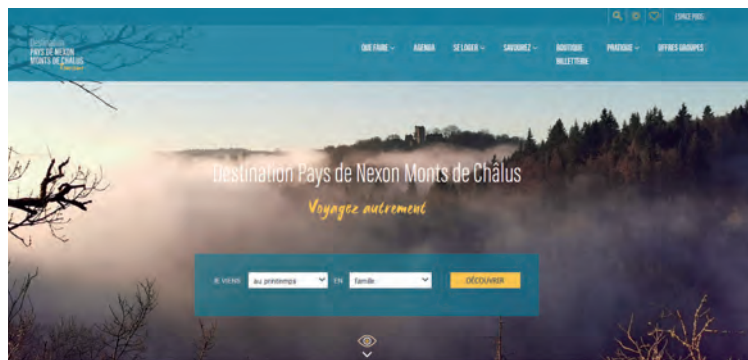 ESPACE PROS
Destination
PAYS DE NEXON
MONTS DE CHÂLUS
QUE FAIRE
AGENDA
SE LOGER
SAVOUREZ
BOUTIQUE
BILLETTERIE
PRATIQUE
OFFRES GROUPES
Destination Pays de Nexon Monts de Châlus
Voyagez autrement
JE VIENS au printemps EN famille DÉCOUVRIR